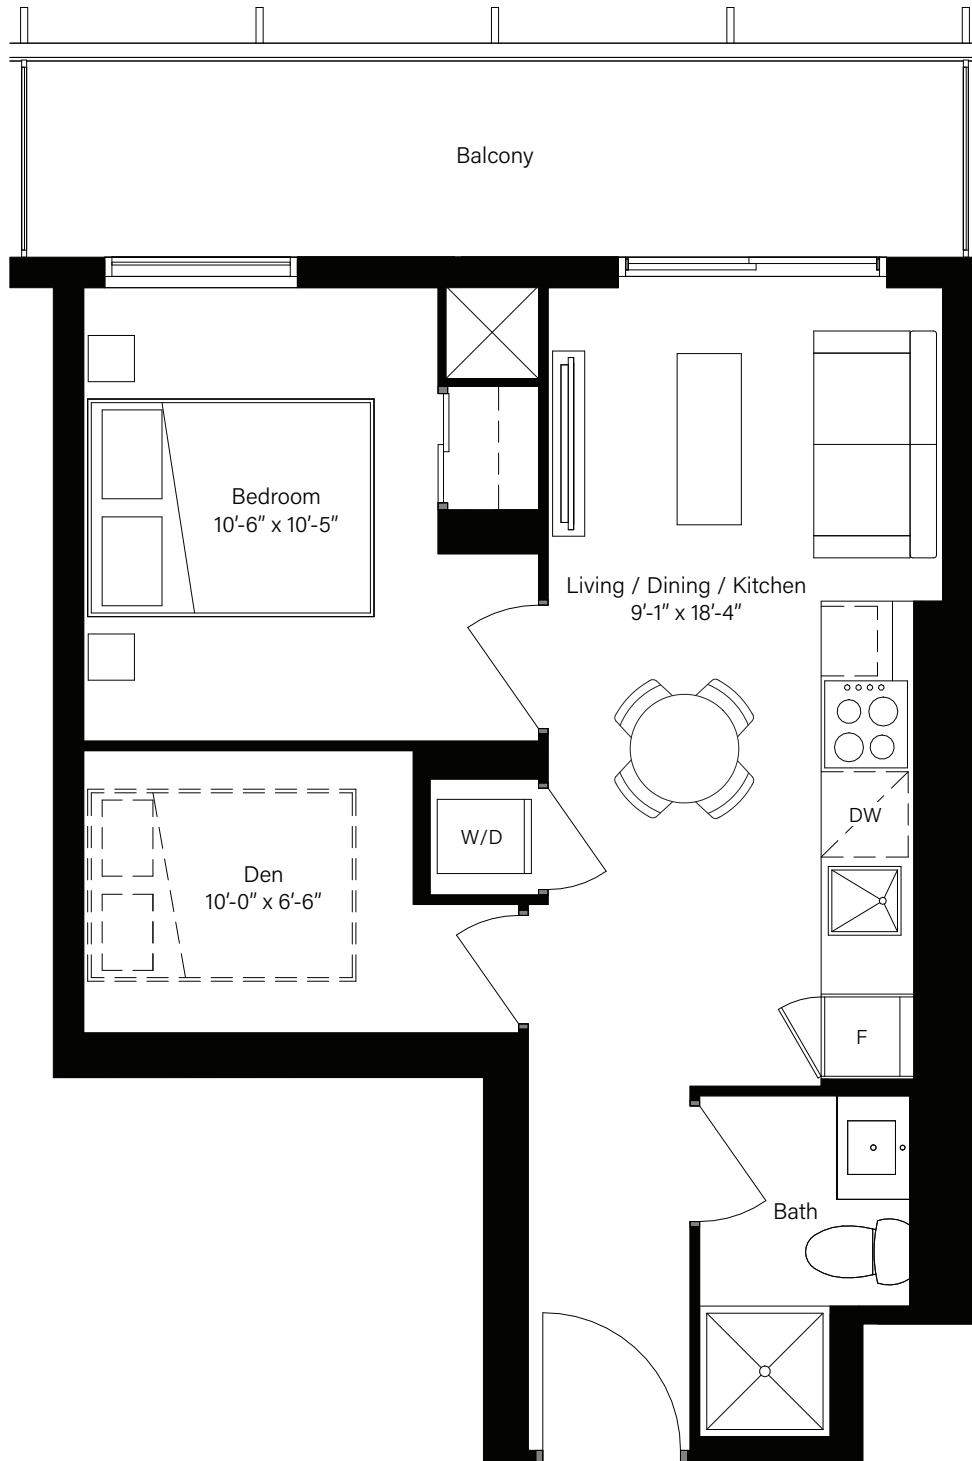 Balcony
Bedroom
10'-6" x 10'-5"
Living / Dining / Kitchen
9'-1" x 18'-4"
DW
W/D
Den
10'-0" x 6'-6"
F
Bath